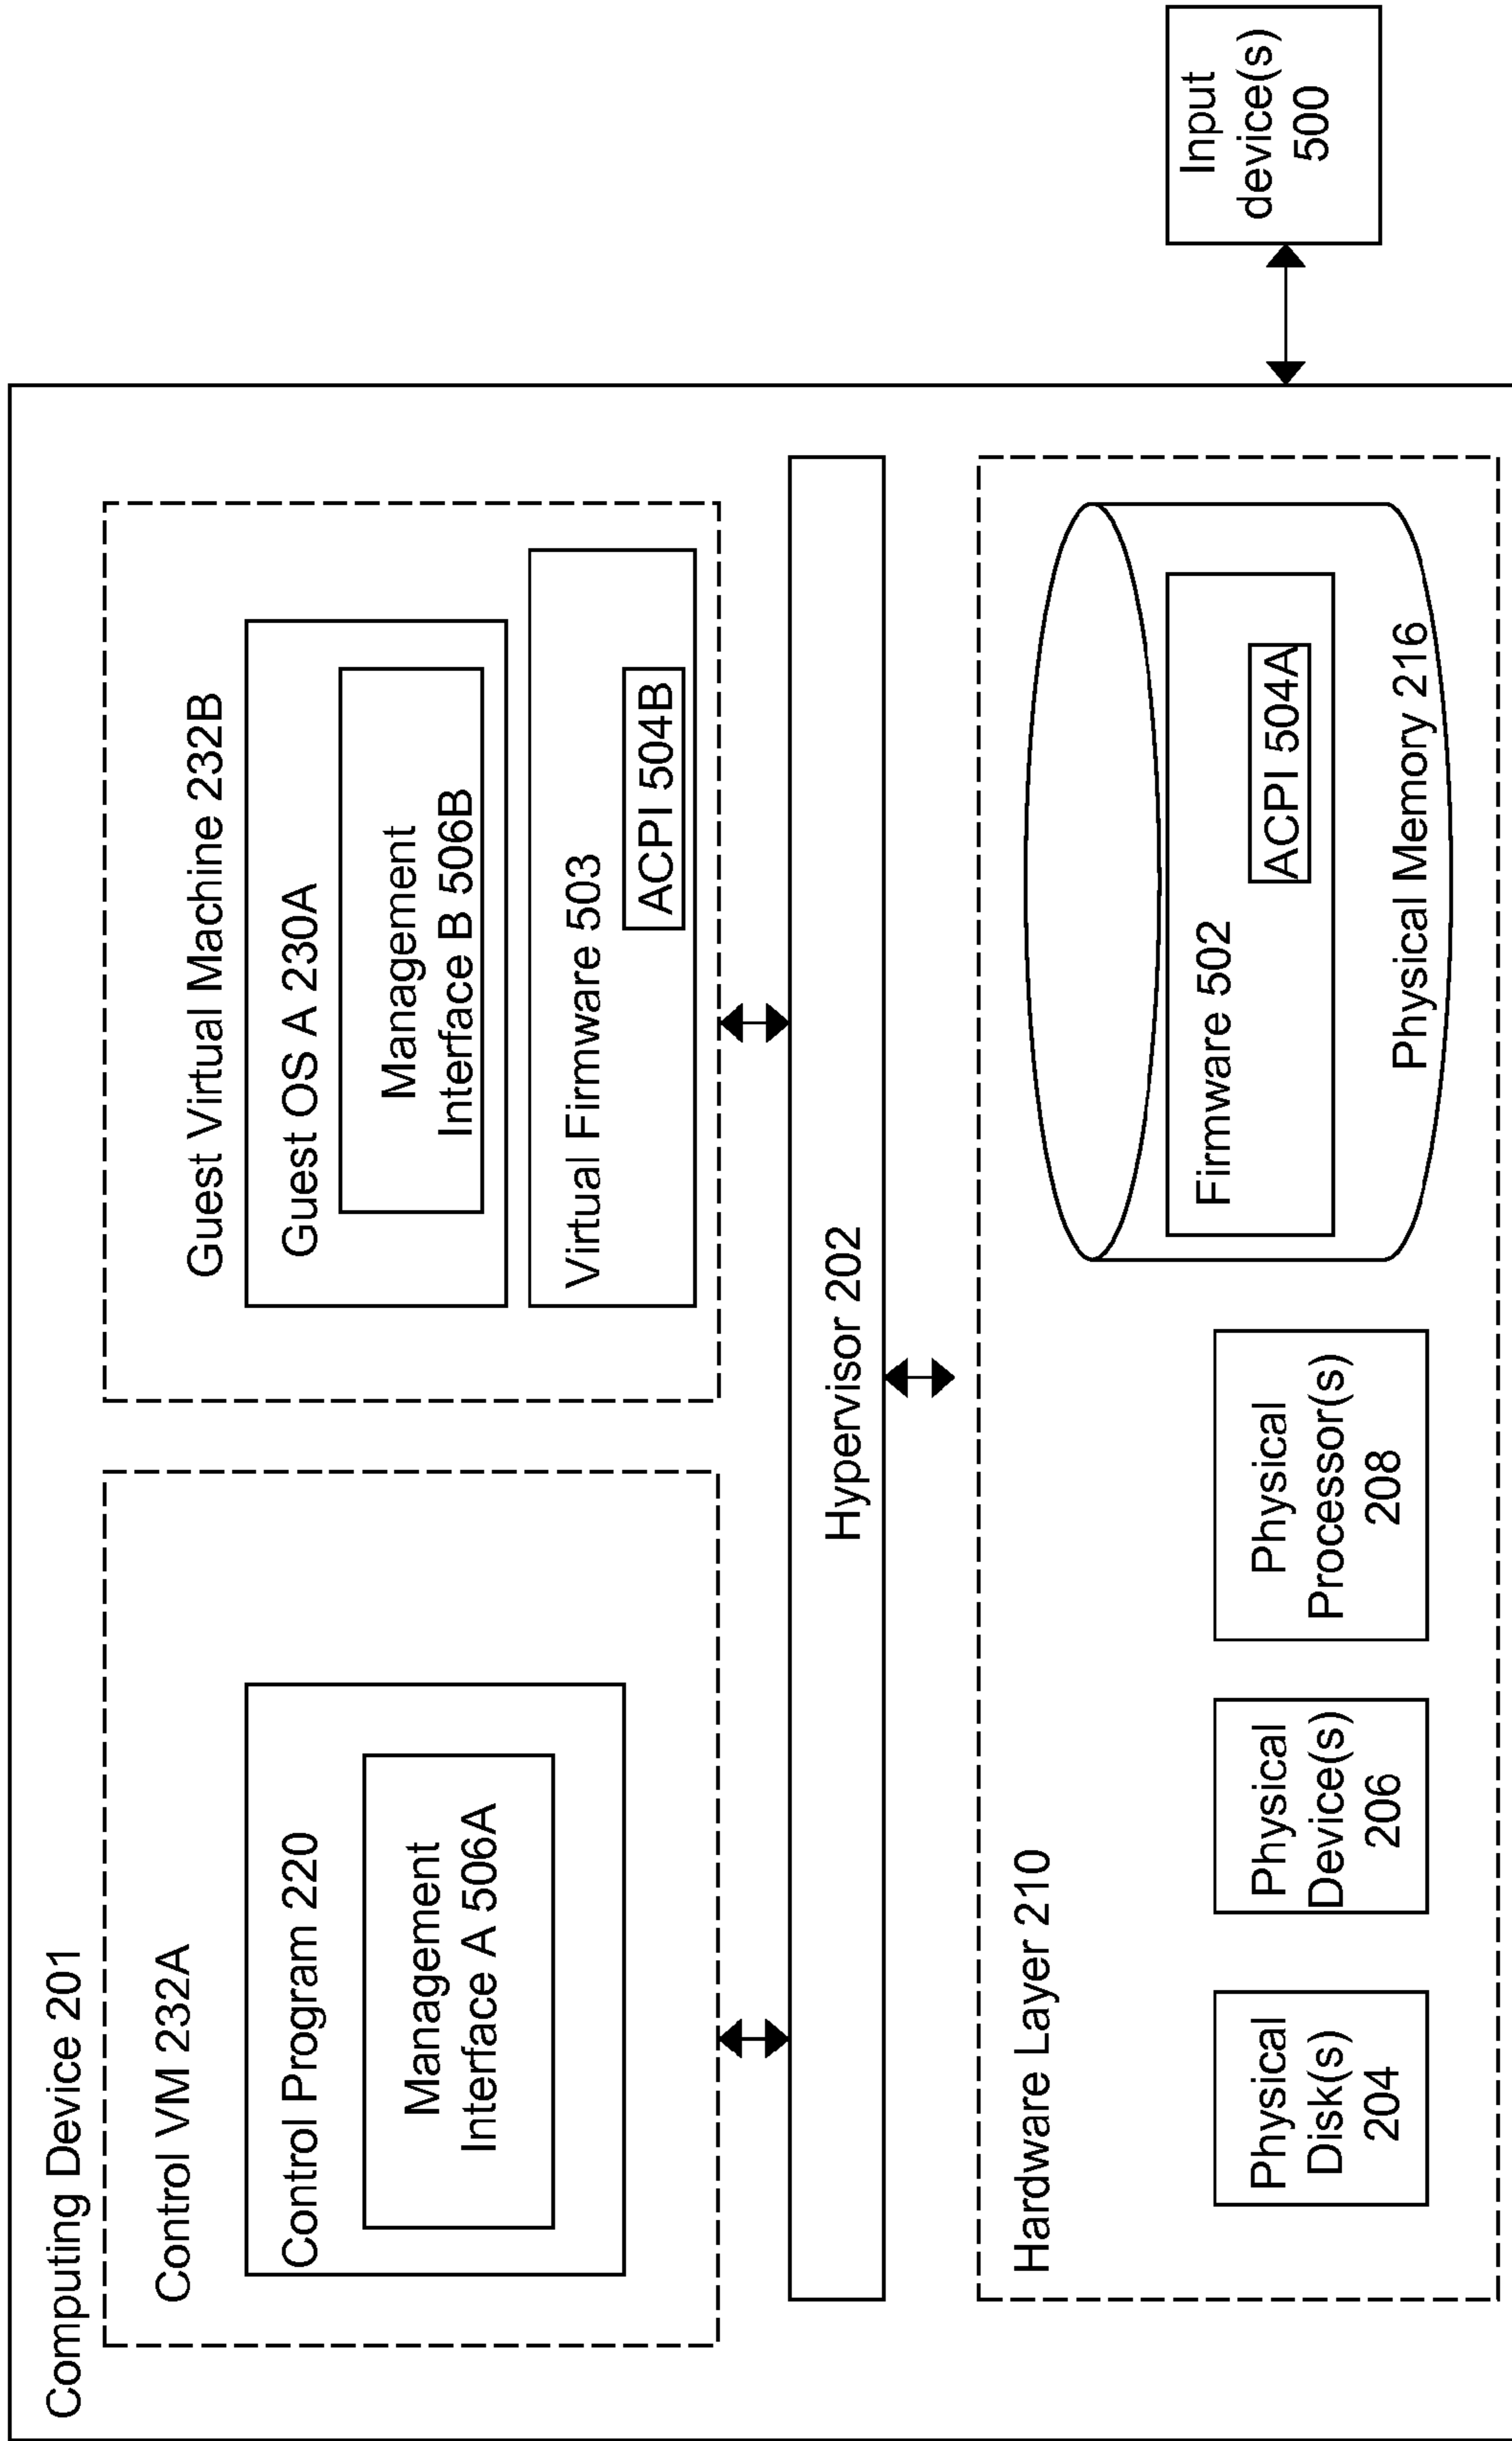 Computing Device 201
Control VM 232A
Control Program 220
Management
Interface A 506A
Guest Virtual Machine 232B
Guest OS A 230A
Management
Interface B 506B
Virtual Firmware 503
ACPI 504B
Hypervisor 202
Hardware Layer 210
Physical
Disk(s)
204
Physical
Device(s)
206
Physical
Processor(s)
208
Firmware 502
ACPI 504A
Physical Memory 216
Input
device(s)
500